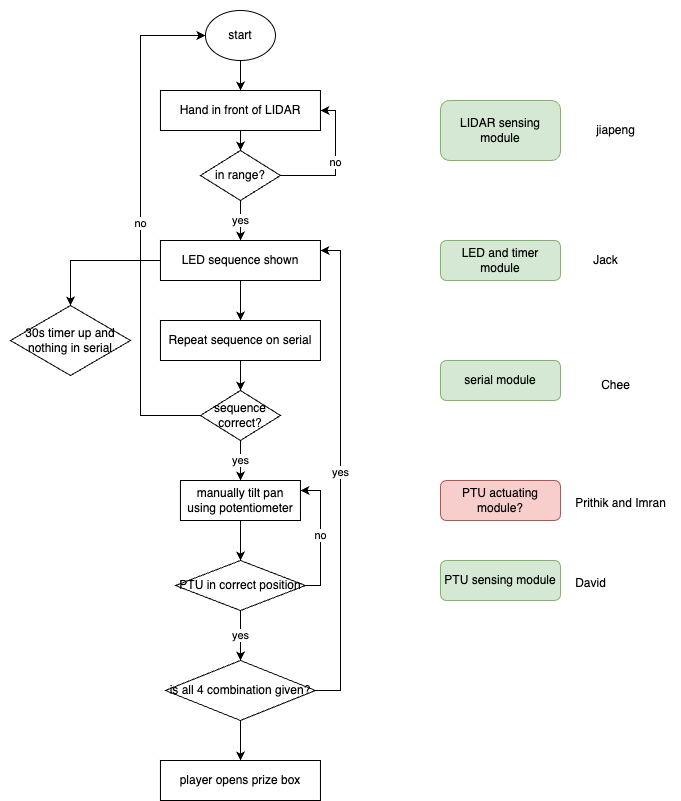 start
Hand in front of LIDAR
LIDAR sensing
module
jiapeng
no
in range?
yes
no
LED sequence shown
LED and timer
module
Jack
30s timer up and
nothing in serial
Repeat sequence on serial
serial module
Chee
sequence
correct?
yes
yes
manually tilt pan
using potentiometer
PTU actuating
module?
Prithik and Imran
no
PTU in correct position
PTU sensing module
David
yes
is all 4 combination given?
player opens prize box